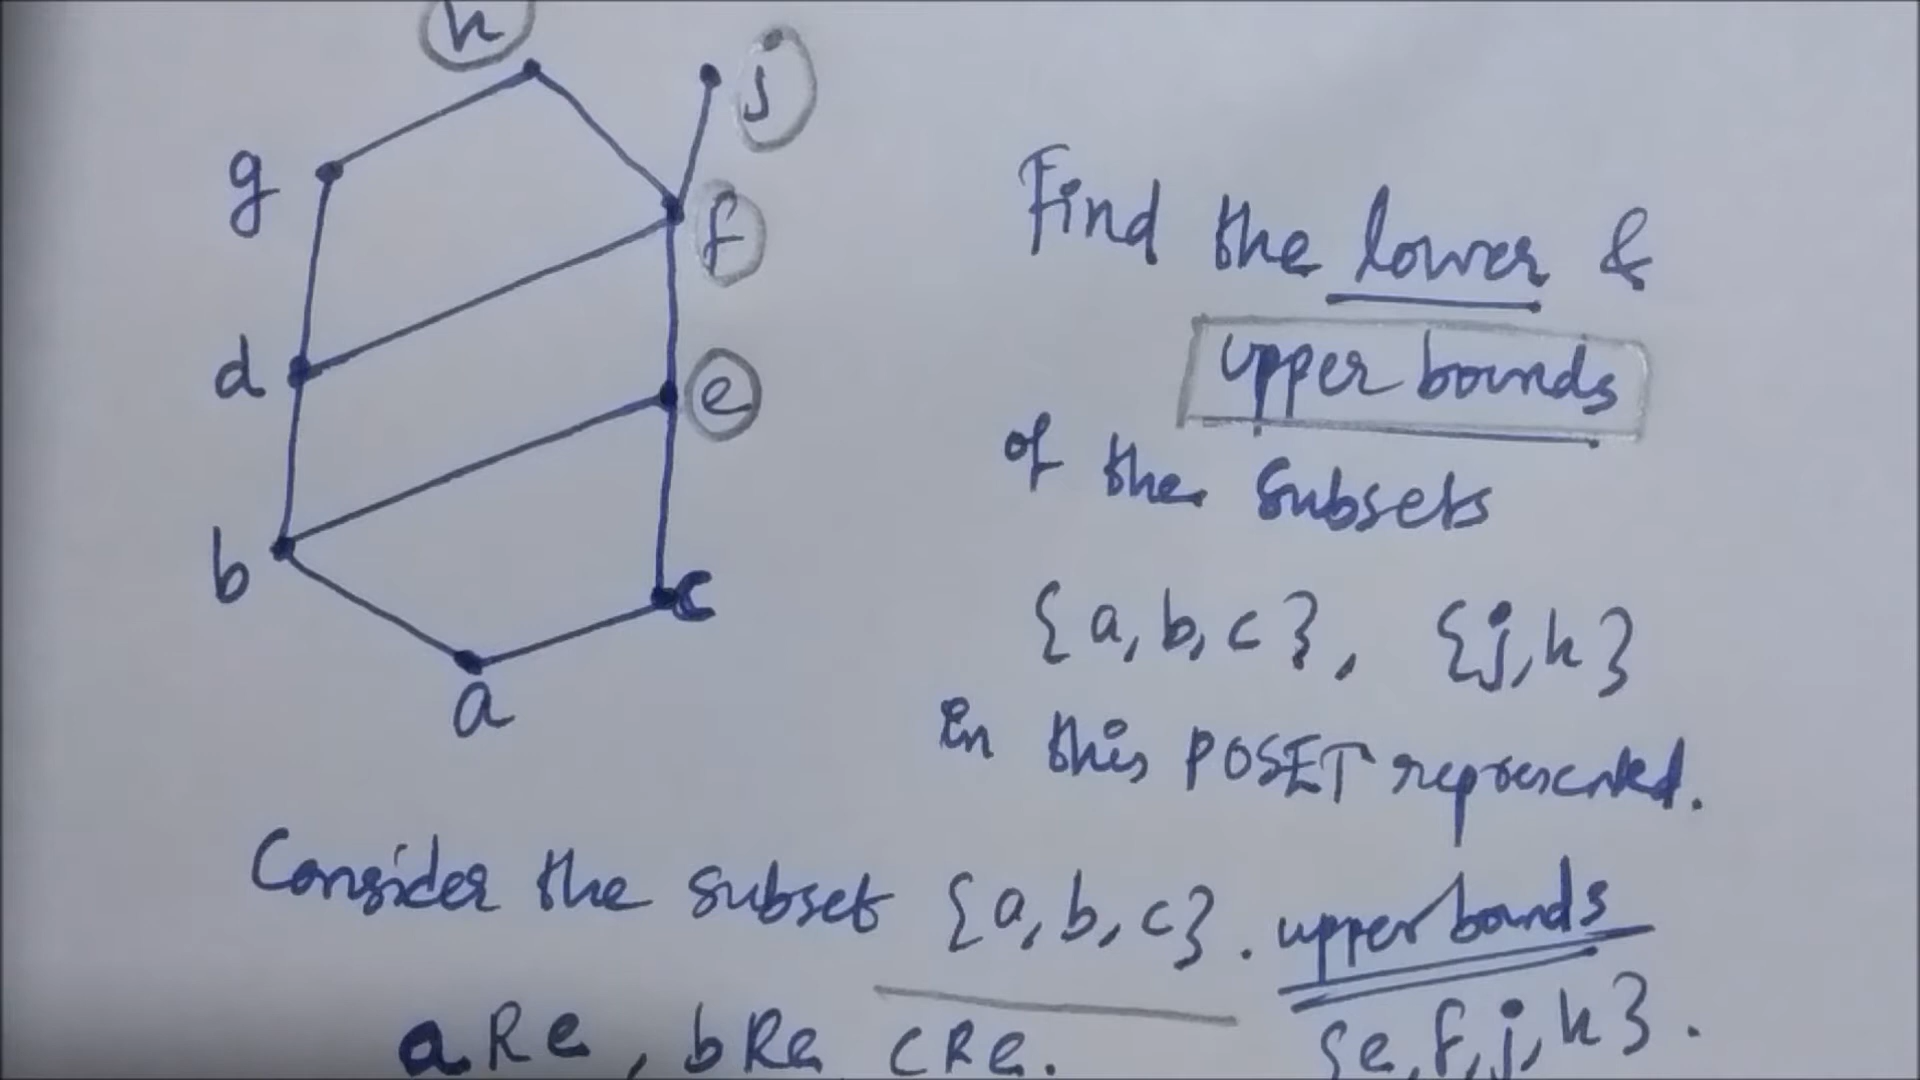 h
j
g
f
d
e
b
c
a
Find the lower &
upper bounds
of the subsets
{a, b, c}, {j, h}
in this POSET represented.
Consider the subset {a, b, c}. upper bounds
aRe, bRe cRe. {e, f, j, h}.